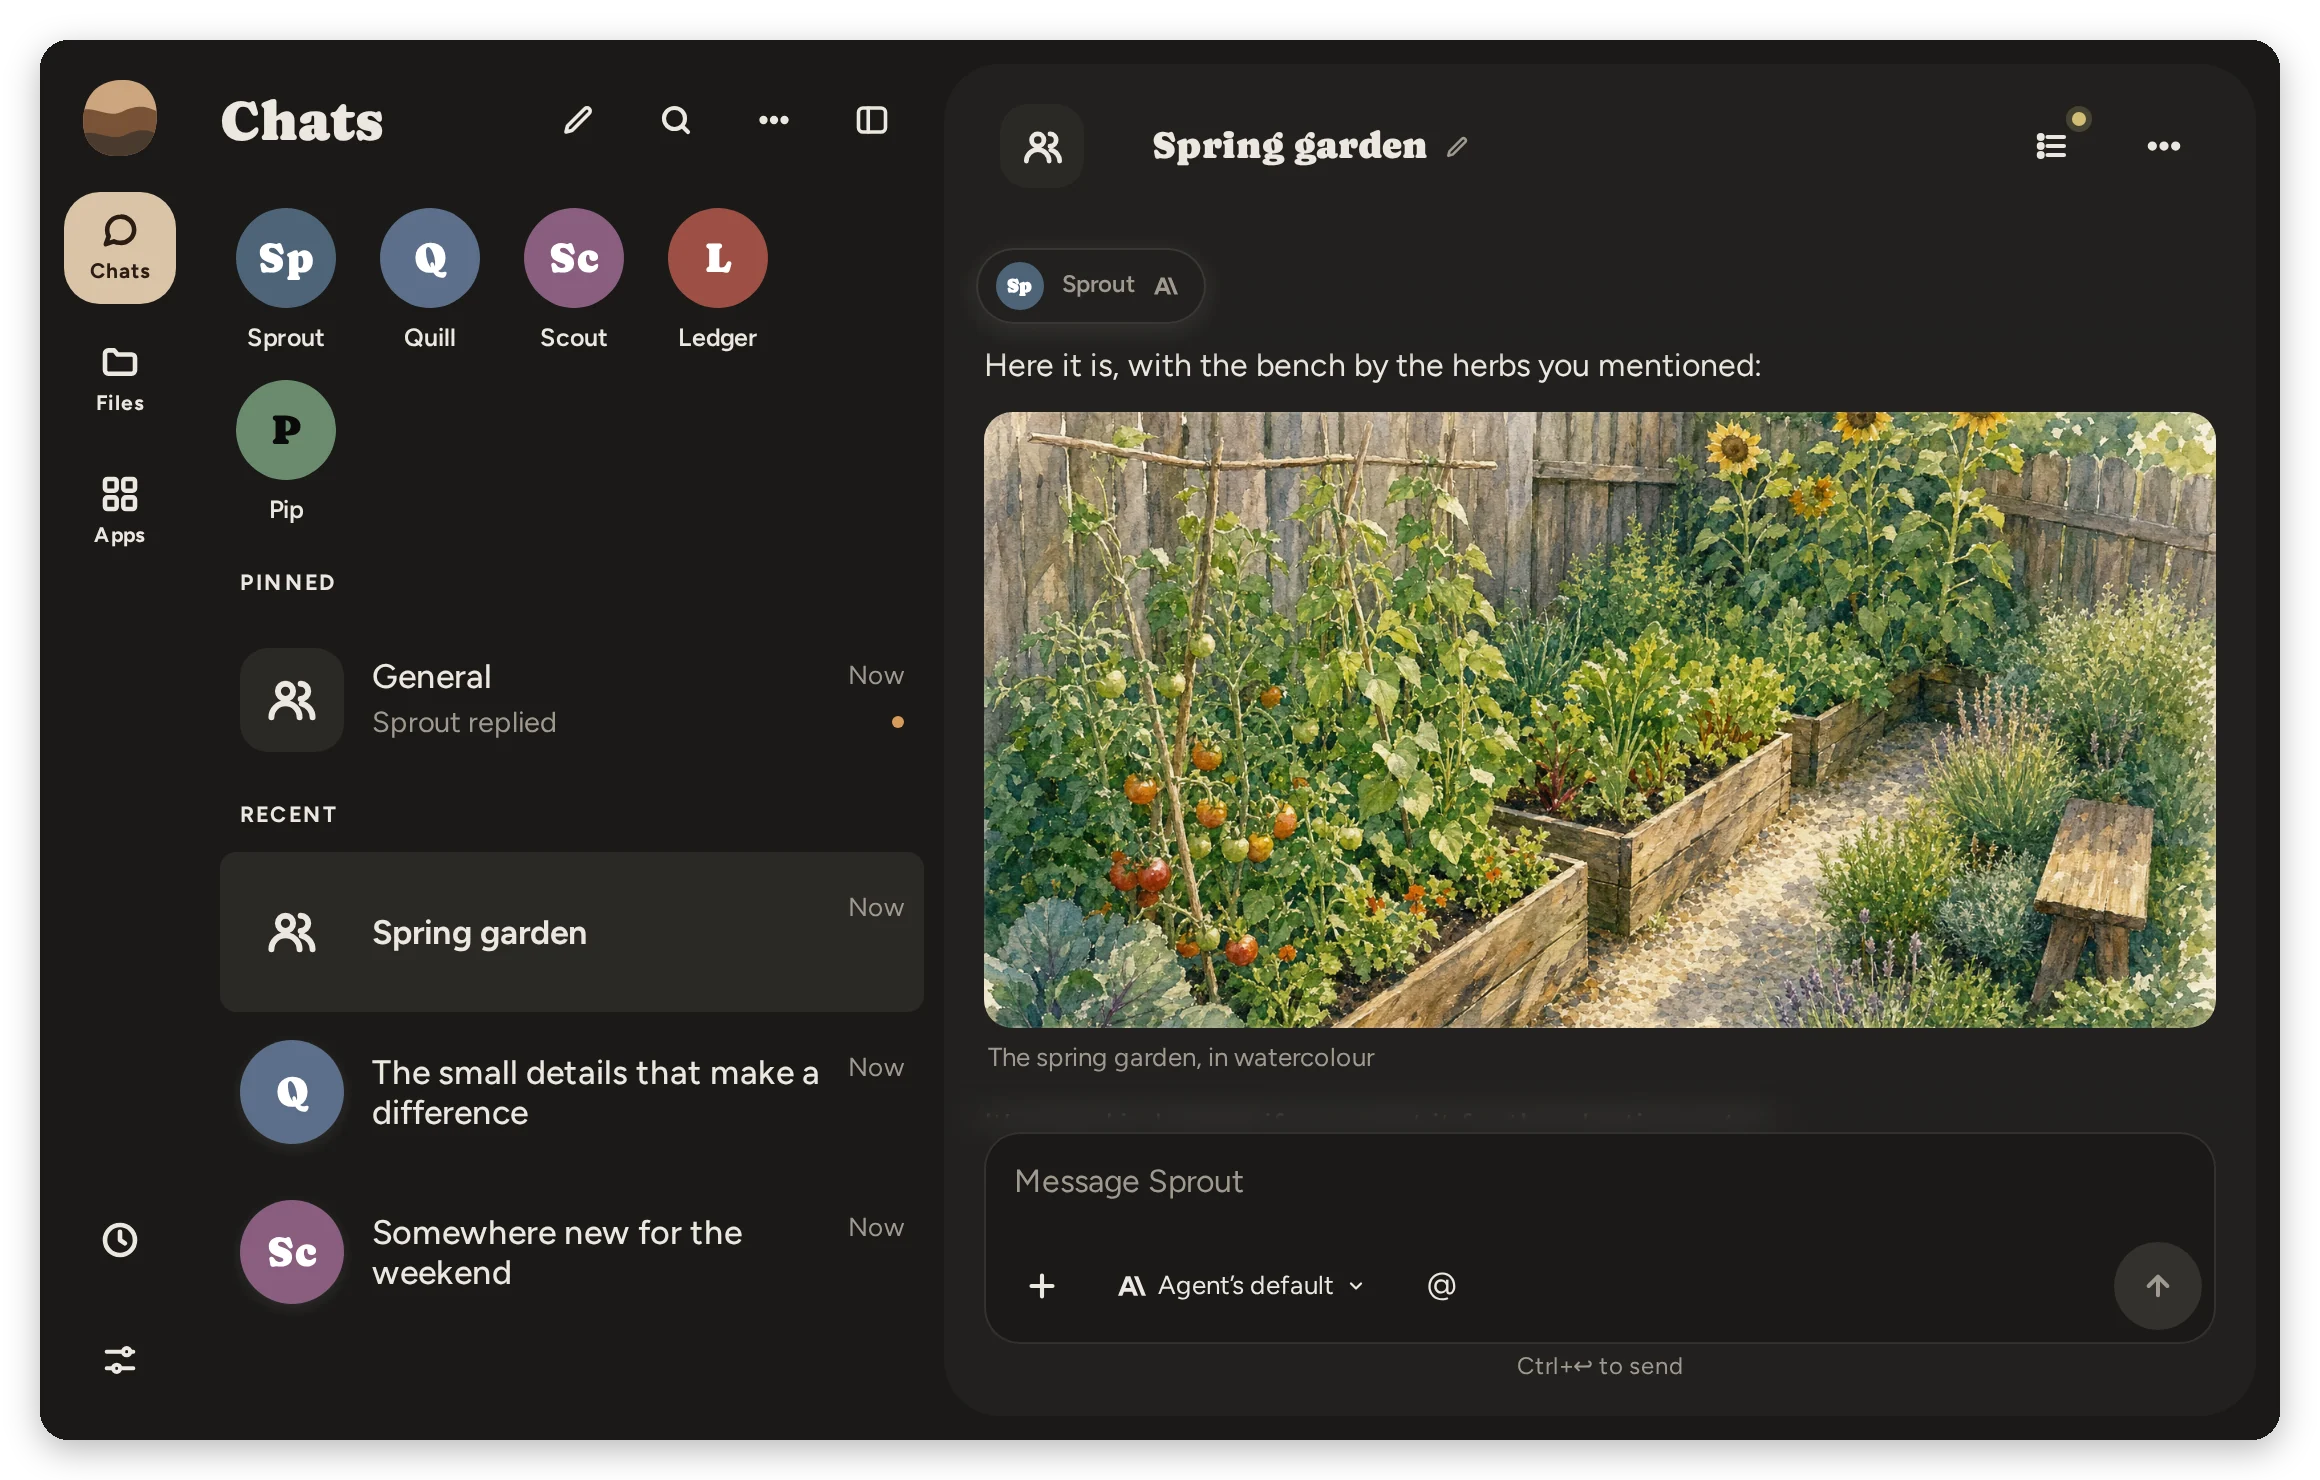 Chats
Chats
Files
Apps
Sp
Sprout
Q
Quill
Sc
Scout
L
Ledger
P
Pip
PINNED
General
Now
Sprout replied
RECENT
Spring garden
Now
Q
The small details that make a
difference
Now
Sc
Somewhere new for the
weekend
Now
Spring garden
Sp
Sprout
Here it is, with the bench by the herbs you mentioned:
The spring garden, in watercolour
Message Sprout
Agent’s default
@
Ctrl+↩ to send